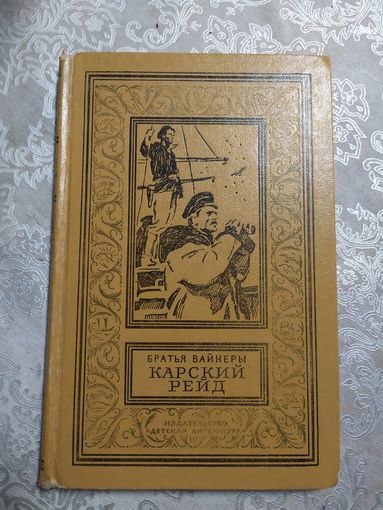 БРАТЬЯ ВАЙНЕРЫ
КАРСКИЙ
РЕЙД
ИЗДАТЕЛЬСТВО
«ДЕТСКАЯ ЛИТЕРАТУРА»